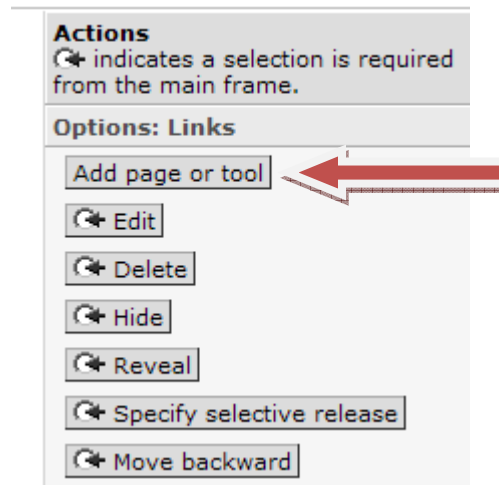 Actions
indicates a selection is required
from the main frame.
Options: Links
Add page or tool
Edit
Delete
Hide
Reveal
Specify selective release
Move backward